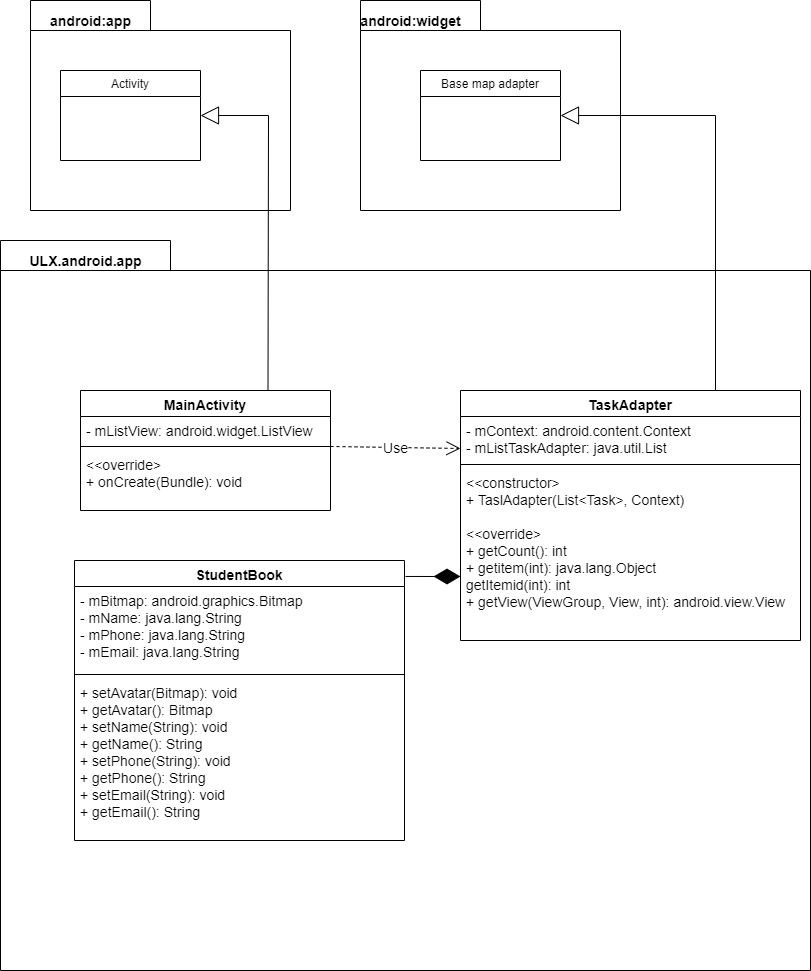 android:app
Activity
android:widget
Base map adapter
ULX.android.app
MainActivity
- mListView: android.widget.ListView
<<override>>
+ onCreate(Bundle): void
Use
TaskAdapter
- mContext: android.content.Context
- mListTaskAdapter: java.util.List
<<constructor>
+ TaslAdapter(List<Task>, Context)
<<override>
+ getCount(): int
+ getitem(int): java.lang.Object
getItemid(int): int
+ getView(ViewGroup, View, int): android.view.View
StudentBook
- mBitmap: android.graphics.Bitmap
- mName: java.lang.String
- mPhone: java.lang.String
- mEmail: java.lang.String
+ setAvatar(Bitmap): void
+ getAvatar(): Bitmap
+ setName(String): void
+ getName(): String
+ setPhone(String): void
+ getPhone(): String
+ setEmail(String): void
+ getEmail(): String